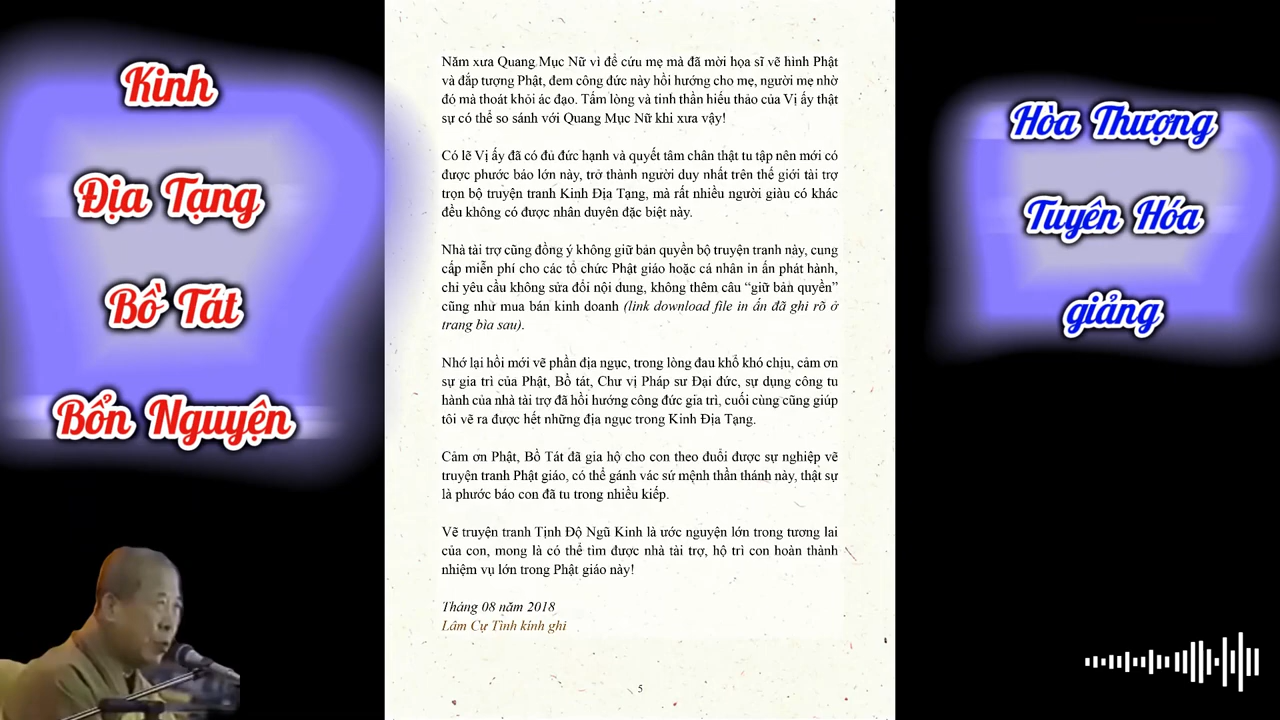 Kinh
Địa Tạng
Bồ Tát
Bổn Nguyện
Năm xưa Quang Mục Nữ vì để cứu mẹ mà đã mời họa sĩ vẽ hình Phật
và đắp tượng Phật, đem công đức này hồi hướng cho mẹ, người mẹ nhờ
đó mà thoát khỏi ác đạo. Tấm lòng và tinh thần hiếu thảo của Vị ấy thật
sự có thể so sánh với Quang Mục Nữ khi xưa vậy!
Có lẽ Vị ấy đã có đủ đức hạnh và quyết tâm chân thật tu tập nên mới có
được phước báo lớn này, trở thành người duy nhất trên thế giới tài trợ
trọn bộ truyện tranh Kinh Địa Tạng, mà rất nhiều người giàu có khác
đều không có được nhân duyên đặc biệt này.
Nhà tài trợ cũng đồng ý không giữ bản quyền bộ truyện tranh này, cung
cấp miễn phí cho các tổ chức Phật giáo hoặc cá nhân in ấn phát hành,
chỉ yêu cầu không sửa đổi nội dung, không thêm câu “giữ bản quyền”
cũng như mua bán kinh doanh (link download file in ấn đã ghi rõ ở
trang bìa sau).
Nhớ lại hồi mới vẽ phần địa ngục, trong lòng đau khổ khó chịu, cảm ơn
sự gia trì của Phật, Bồ tát, Chư vị Pháp sư Đại đức, sự dụng công tu
hành của nhà tài trợ đã hồi hướng công đức gia trì, cuối cùng cũng giúp
tôi vẽ ra được hết những địa ngục trong Kinh Địa Tạng.
Cảm ơn Phật, Bồ Tát đã gia hộ cho con theo đuổi được sự nghiệp vẽ
truyện tranh Phật giáo, có thể gánh vác sứ mệnh thần thánh này, thật sự
là phước báo con đã tu trong nhiều kiếp.
Vẽ truyện tranh Tịnh Độ Ngũ Kinh là ước nguyện lớn trong tương lai
của con, mong là có thể tìm được nhà tài trợ, hộ trì con hoàn thành
nhiệm vụ lớn trong Phật giáo này!
Tháng 08 năm 2018
Lâm Cự Tinh kính ghi
5
Hòa Thượng
Tuyên Hóa
giảng